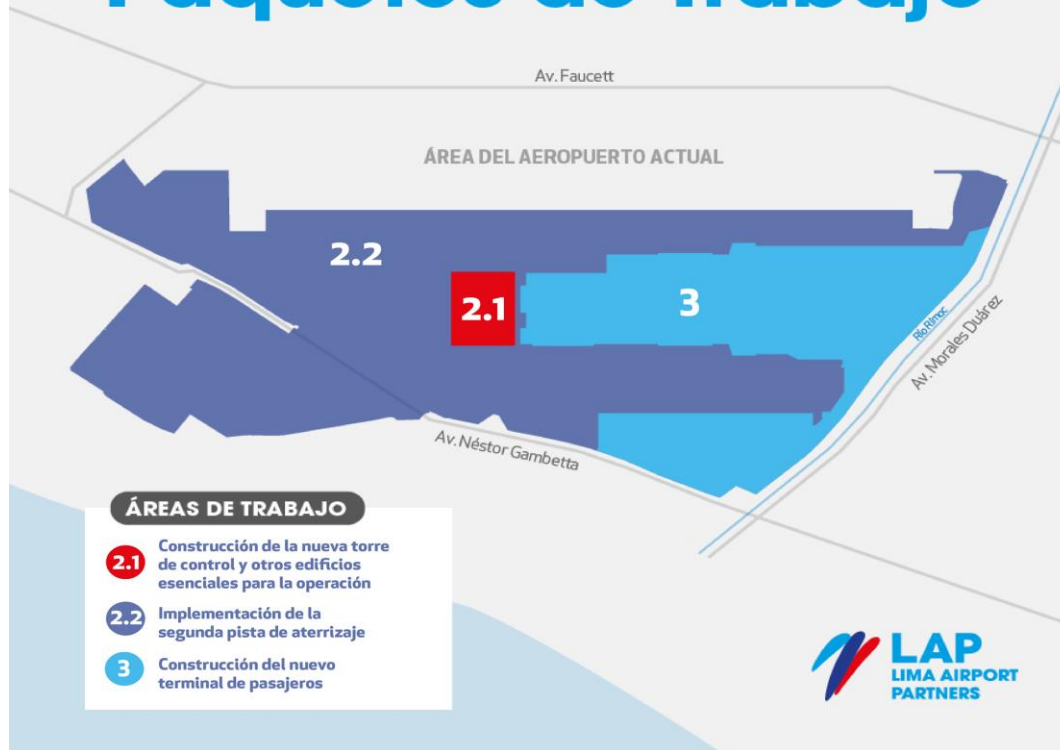 Paquetes de Trabajo
Av. Faucett
ÁREA DEL AEROPUERTO ACTUAL
2.2
2.1
3
Río Rímac
Av. Morales Duárez
Av. Néstor Gambetta
ÁREAS DE TRABAJO
2.1
Construcción de la nueva torre
de control y otros edificios
esenciales para la operación
2.2
Implementación de la
segunda pista de aterrizaje
3
Construcción del nuevo
terminal de pasajeros
LAP
LIMA AIRPORT
PARTNERS